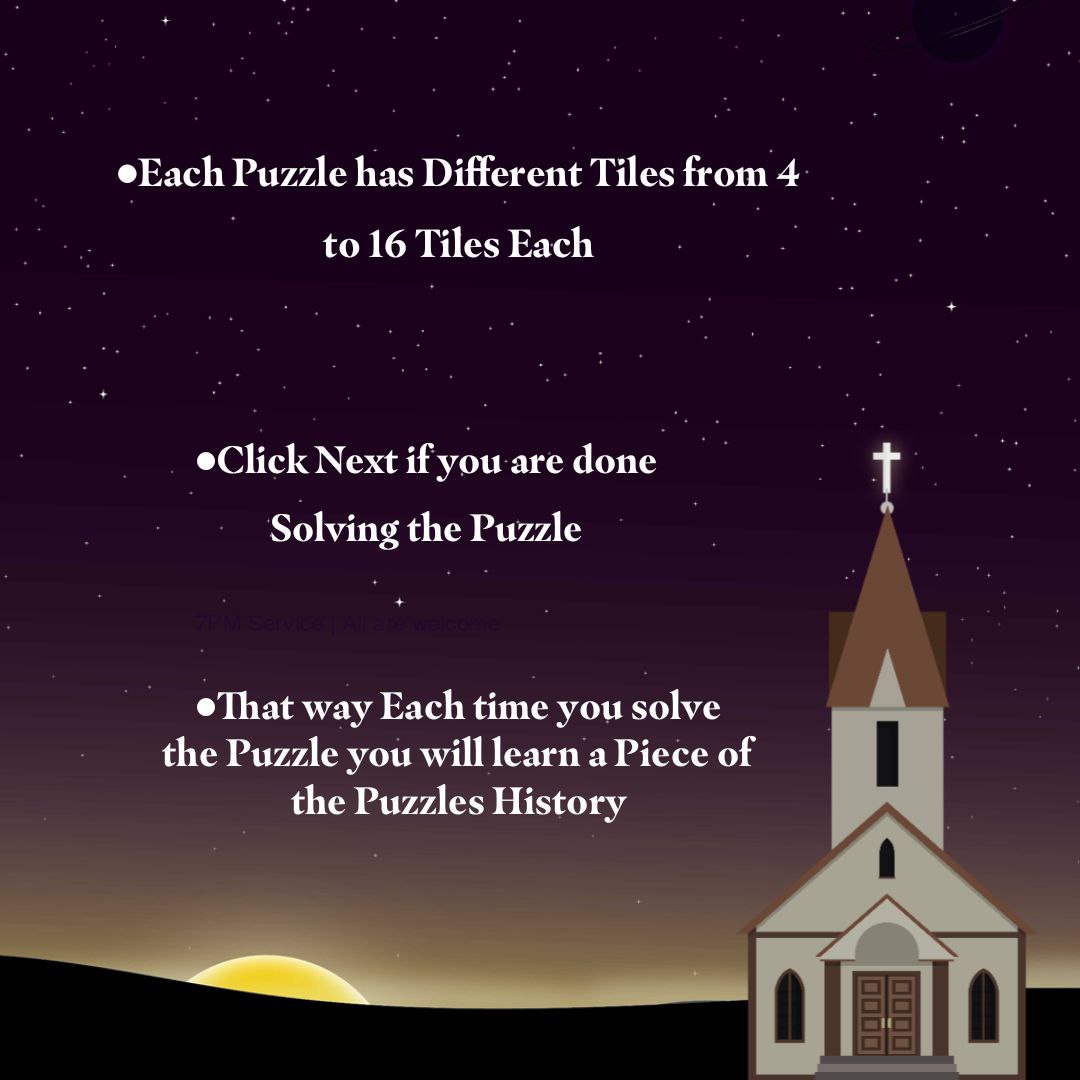 ●Each Puzzle has Different Tiles from 4
to 16 Tiles Each
●Click Next if you are done
Solving the Puzzle
7PM Service | All are welcome
●That way Each time you solve
the Puzzle you will learn a Piece of
the Puzzles History